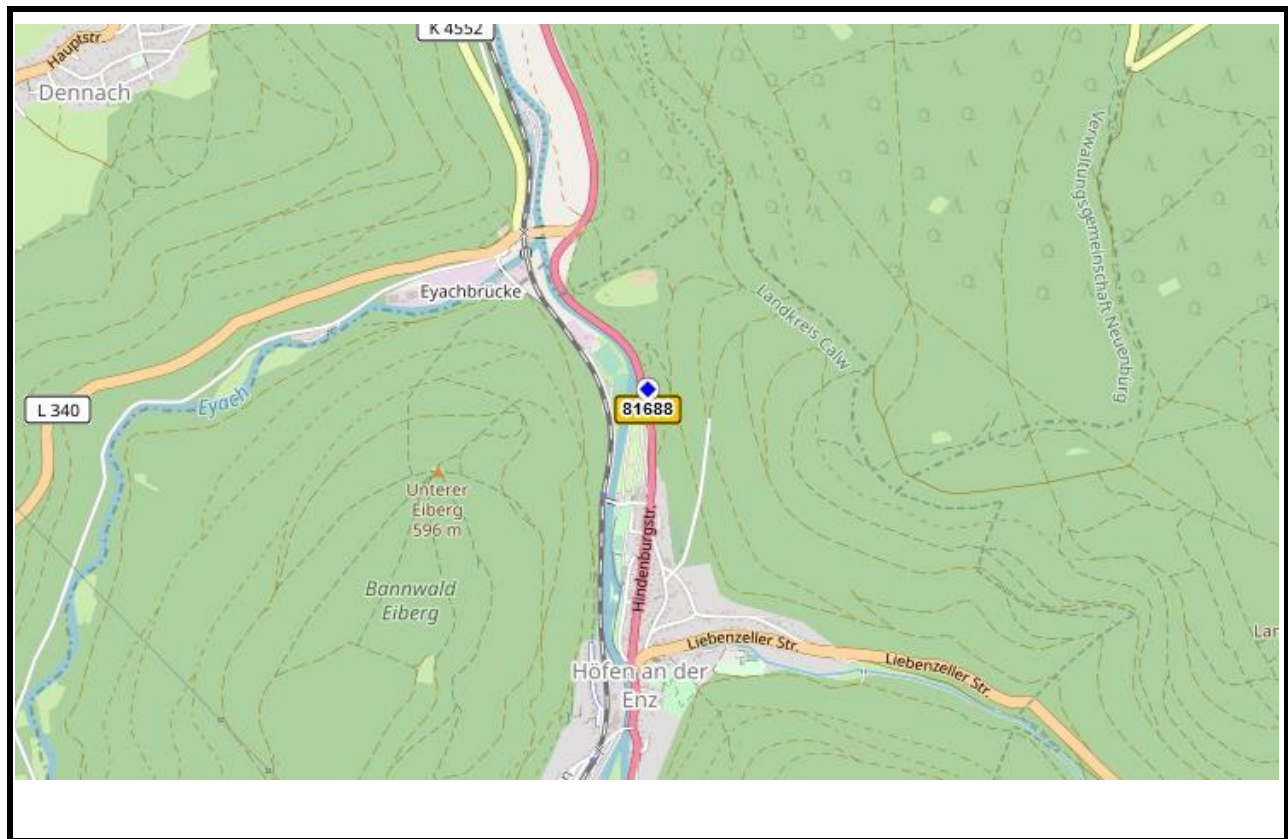 K 4552
Hauptstr.
Dennach
Verwaltungsgemeinschaft Neuenburg
Eyachbrücke
Landkreis Calw
Eyach
L 340
81688
Unterer
Eiberg
596 m
Hindenburgstr.
Bannwald
Eiberg
Liebenzeller Str.
Liebenzeller Str.
Lar
Höfen an der
Enz